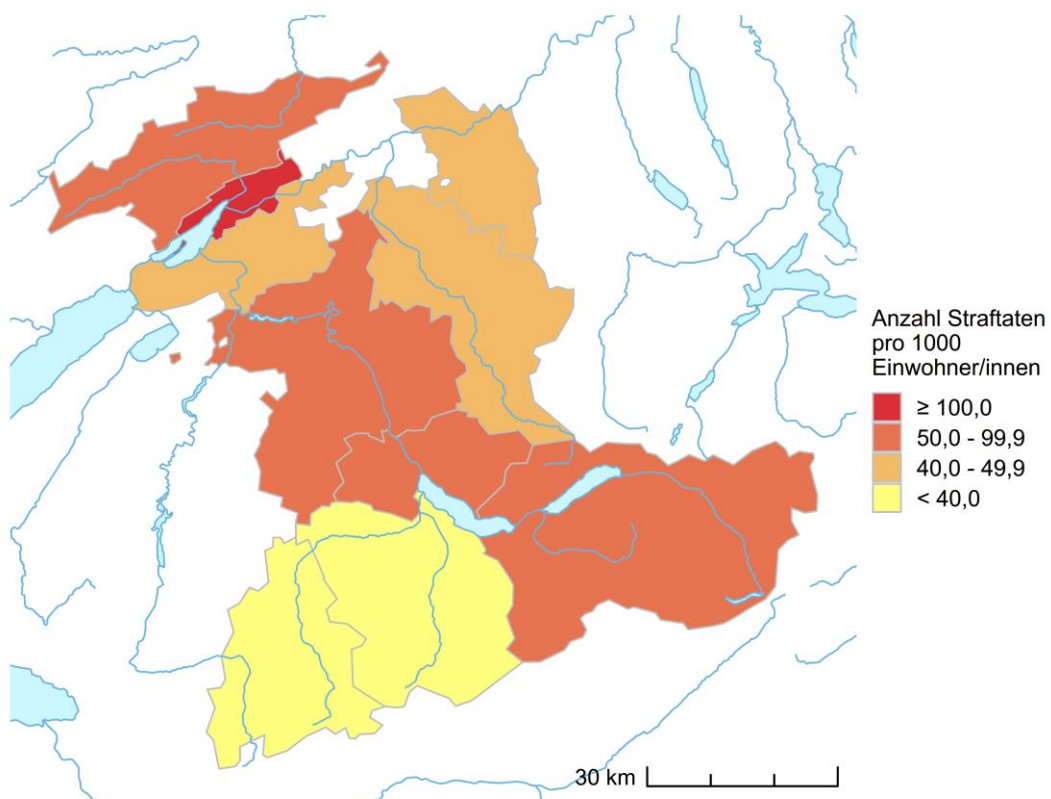 Anzahl Straftaten
pro 1000
Einwohner/innen
≥ 100,0
50,0 - 99,9
40,0 - 49,9
< 40,0
30 km